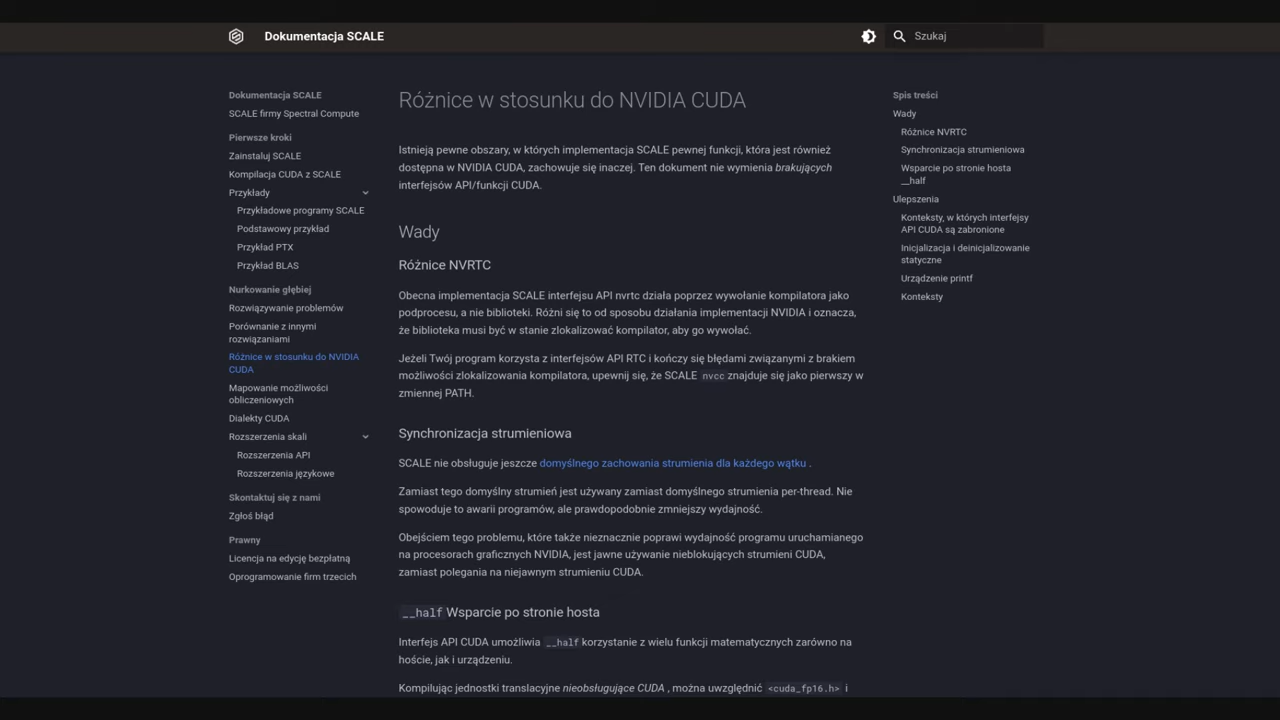 Dokumentacja SCALE
Szukaj
Dokumentacja SCALE
SCALE firmy Spectral Compute
Pierwsze kroki
Zainstaluj SCALE
Kompilacja CUDA z SCALE
Przykłady
Przykładowe programy SCALE
Podstawowy przykład
Przykład PTX
Przykład BLAS
Nurkowanie głębiej
Rozwiązywanie problemów
Porównanie z innymi
rozwiązaniami
Różnice w stosunku do NVIDIA
CUDA
Mapowanie możliwości
obliczeniowych
Dialekty CUDA
Rozszerzenia skali
Rozszerzenia API
Rozszerzenia językowe
Skontaktuj się z nami
Zgłoś błąd
Prawny
Licencja na edycję bezpłatną
Oprogramowanie firm trzecich
Różnice w stosunku do NVIDIA CUDA
Istnieją pewne obszary, w których implementacja SCALE pewnej funkcji, która jest również
dostępna w NVIDIA CUDA, zachowuje się inaczej. Ten dokument nie wymienia brakujących
interfejsów API/funkcji CUDA.
Wady
Różnice NVRTC
Obecna implementacja SCALE interfejsu API nvrtc działa poprzez wywołanie kompilatora jako
podprocesu, a nie biblioteki. Różni się to od sposobu działania implementacji NVIDIA i oznacza,
że biblioteka musi być w stanie zlokalizować kompilator, aby go wywołać.
Jeżeli Twój program korzysta z interfejsów API RTC i kończy się błędami związanymi z brakiem
możliwości zlokalizowania kompilatora, upewnij się, że SCALE nvcc znajduje się jako pierwszy w
zmiennej PATH.
Synchronizacja strumieniowa
SCALE nie obsługuje jeszcze domyślnego zachowania strumienia dla każdego wątku .
Zamiast tego domyślny strumień jest używany zamiast domyślnego strumienia per-thread. Nie
spowoduje to awarii programów, ale prawdopodobnie zmniejszy wydajność.
Obejściem tego problemu, które także nieznacznie poprawi wydajność programu uruchamianego
na procesorach graficznych NVIDIA, jest jawne używanie nieblokujących strumieni CUDA,
zamiast polegania na niejawnym strumieniu CUDA.
__half Wsparcie po stronie hosta
Interfejs API CUDA umożliwia __half korzystanie z wielu funkcji matematycznych zarówno na
hoście, jak i urządzeniu.
Kompilując jednostki translacyjne nieobsługujące CUDA , można uwzględnić <cuda_fp16.h> i
Spis treści
Wady
Różnice NVRTC
Synchronizacja strumieniowa
Wsparcie po stronie hosta
__half
Ulepszenia
Konteksty, w których interfejsy
API CUDA są zabronione
Inicjalizacja i deinicjalizowanie
statyczne
Urządzenie printf
Konteksty